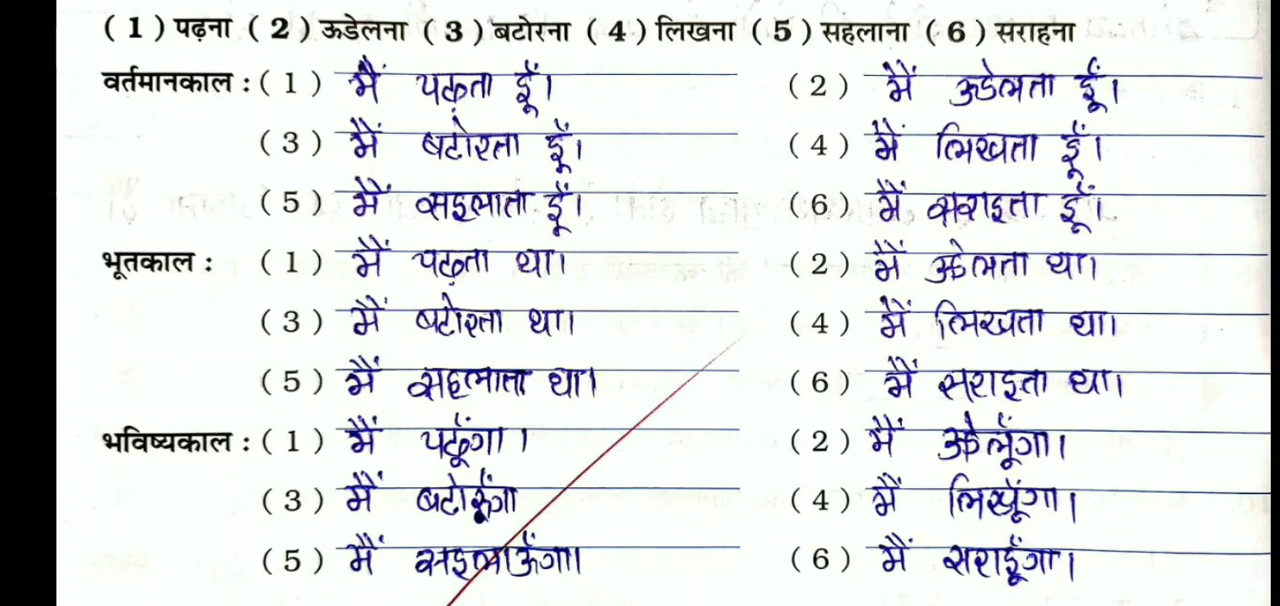 (1) पढ़ना (2) ऊडेलना (3) बटोरना (4) लिखना (5) सहलाना (6) सराहना
वर्तमानकाल : (1) मैं पढ़ता हूँ। (2) मैं ऊडेलता हूँ।
(3) मैं बटोरता हूँ। (4) मैं लिखता हूँ।
(5) मैं सहलाता हूँ। (6) मैं सराहता हूँ।
भूतकाल : (1) मैं पढ़ता था। (2) मैं ऊडेलता था।
(3) मैं बटोरता था। (4) मैं लिखता था।
(5) मैं सहलाता था। (6) मैं सराहता था।
भविष्यकाल : (1) मैं पढूँगा। (2) मैं ऊडेलूँगा।
(3) मैं बटोरूँगा (4) मैं लिखूँगा।
(5) मैं सहलाऊँगा। (6) मैं सराहूँगा।